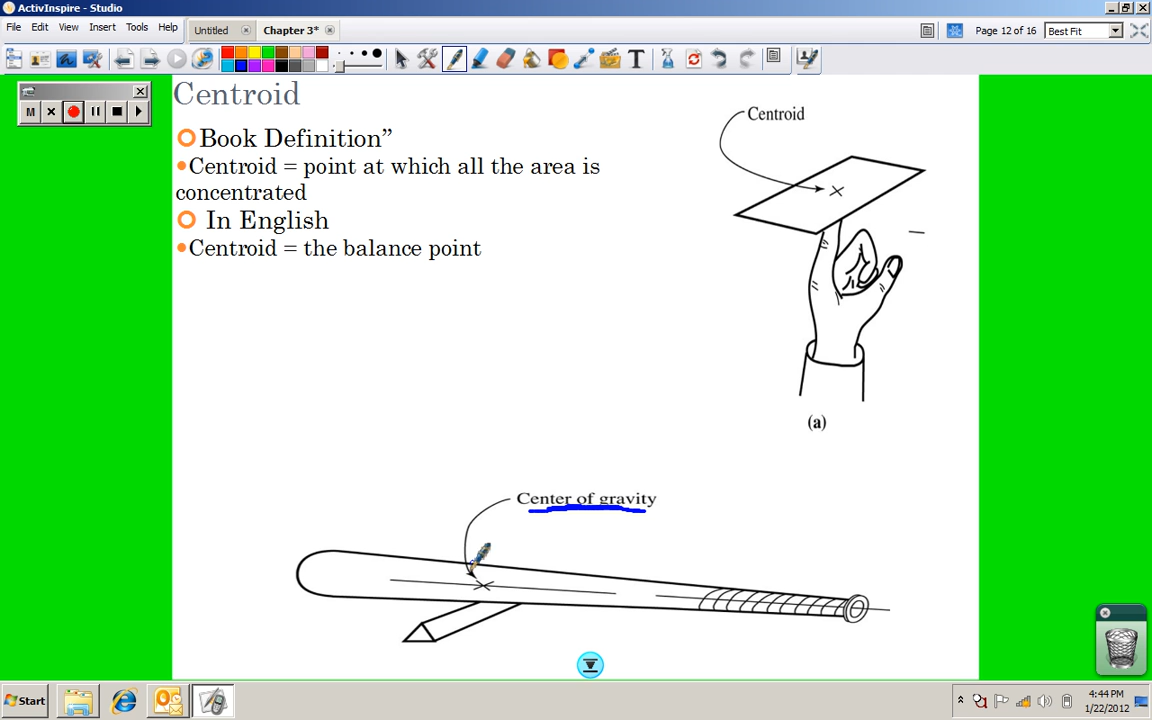 ActivInspire - Studio
File Edit View Insert Tools Help
Untitled
Chapter 3*
Page 12 of 16
Best Fit
M
T
Centroid
Book Definition”
Centroid = point at which all the area is
concentrated
In English
Centroid = the balance point
Centroid
(a)
Center of gravity
Start
4:44 PM
1/22/2012